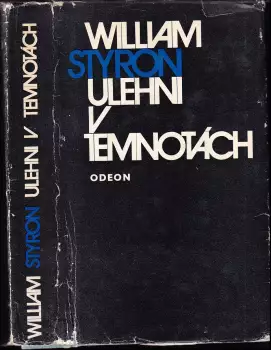 WILLIAM STYRON ULEHNI V TEMNOTÁCH
WILLIAM
STYRON
ULEHNI
V
TEMNOTÁCH
ODEON